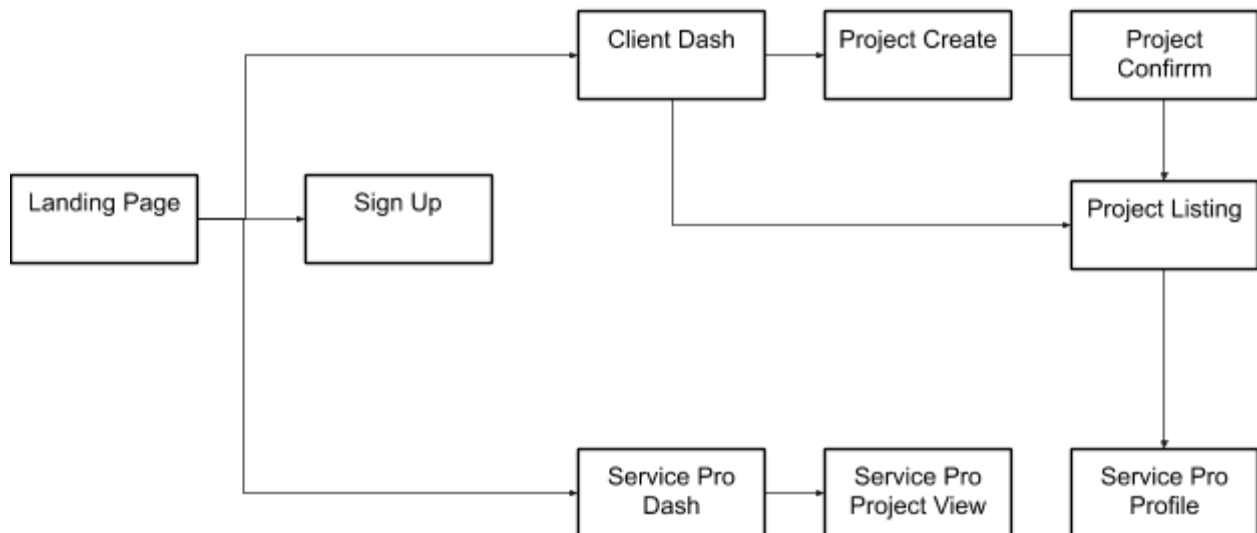 Client Dash
Project Create
Project
Confirrm
Landing Page
Sign Up
Project Listing
Service Pro
Dash
Service Pro
Project View
Service Pro
Profile